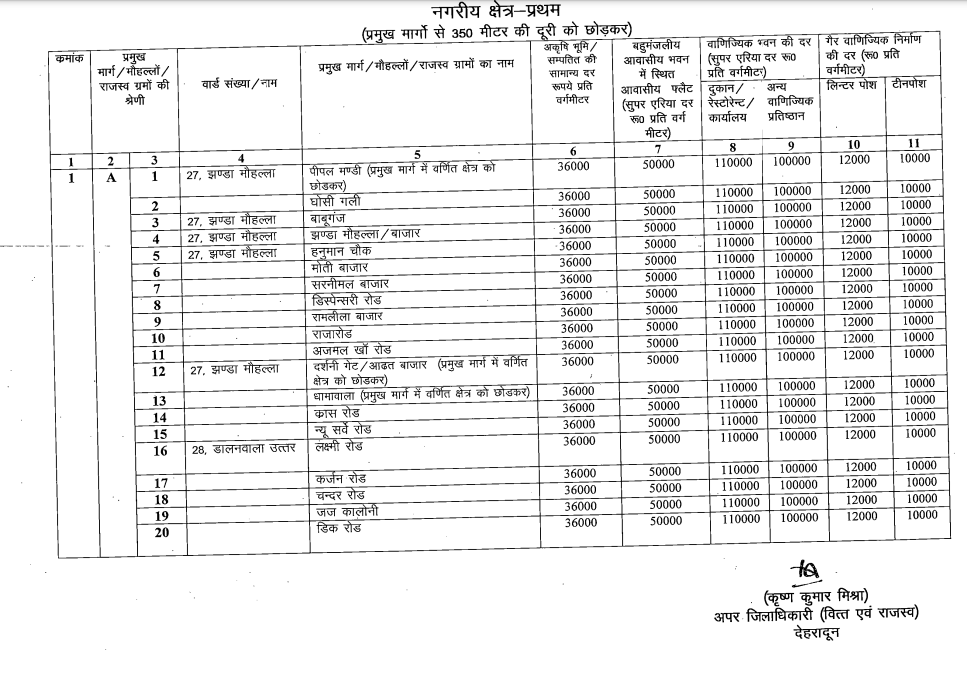 नगरीय क्षेत्र–प्रथम
(प्रमुख मार्गो से 350 मीटर की दूरी को छोड़कर)
कमांक | प्रमुख मार्ग/मौहल्लों/राजस्व ग्रामों की श्रेणी | वार्ड संख्या/नाम | प्रमुख मार्ग/मौहल्लों/राजस्व ग्रामों का नाम | अकृषि भूमि/सम्पत्ति की सामान्य दर रूपये प्रति वर्गमीटर | बहुमंजलीय आवासीय भवन में स्थित आवासीय फ्लैट (सुपर एरिया दर रू0 प्रति वर्ग मीटर) | वाणिज्यिक भवन की दर (सुपर एरिया दर रू0 प्रति वर्गमीटर) | गैर वाणिज्यिक निर्माण की दर (रू0 प्रति वर्गमीटर)
दुकान/रेस्टोरेन्ट/कार्यालय | अन्य वाणिज्यिक प्रतिष्ठान | लिन्टर पोश | टीनपोश
1 | 2 | 3 | 4 | 5 | 6 | 7 | 8 | 9 | 10 | 11
1 | A | 1 | 27, झण्डा मौहल्ला | पीपल मण्डी (प्रमुख मार्ग में वर्णित क्षेत्र को छोडकर) | 36000 | 50000 | 110000 | 100000 | 12000 | 10000
2 | घोसी गली | 36000 | 50000 | 110000 | 100000 | 12000 | 10000
3 | 27, झण्डा मौहल्ला | बाबूगंज | 36000 | 50000 | 110000 | 100000 | 12000 | 10000
4 | 27, झण्डा मौहल्ला | झण्डा मौहल्ला/बाजार | 36000 | 50000 | 110000 | 100000 | 12000 | 10000
5 | 27, झण्डा मौहल्ला | हनुमान चौक | 36000 | 50000 | 110000 | 100000 | 12000 | 10000
6 | मोती बाजार | 36000 | 50000 | 110000 | 100000 | 12000 | 10000
7 | सरनीमल बाजार | 36000 | 50000 | 110000 | 100000 | 12000 | 10000
8 | डिस्पेन्सरी रोड | 36000 | 50000 | 110000 | 100000 | 12000 | 10000
9 | रामलीला बाजार | 36000 | 50000 | 110000 | 100000 | 12000 | 10000
10 | राजारोड | 36000 | 50000 | 110000 | 100000 | 12000 | 10000
11 | अजमल खॉ रोड | 36000 | 50000 | 110000 | 100000 | 12000 | 10000
12 | 27, झण्डा मौहल्ला | दर्शनी गेट/आढत बाजार (प्रमुख मार्ग में वर्णित क्षेत्र को छोडकर) | 36000 | 50000 | 110000 | 100000 | 12000 | 10000
13 | धामावाला (प्रमुख मार्ग में वर्णित क्षेत्र को छोडकर) | 36000 | 50000 | 110000 | 100000 | 12000 | 10000
14 | कास रोड | 36000 | 50000 | 110000 | 100000 | 12000 | 10000
15 | न्यू सर्वे रोड | 36000 | 50000 | 110000 | 100000 | 12000 | 10000
16 | 28, डालनवाला उत्तर | लक्ष्मी रोड | 36000 | 50000 | 110000 | 100000 | 12000 | 10000
17 | कर्जन रोड | 36000 | 50000 | 110000 | 100000 | 12000 | 10000
18 | चन्दर रोड | 36000 | 50000 | 110000 | 100000 | 12000 | 10000
19 | जज कालोनी | 36000 | 50000 | 110000 | 100000 | 12000 | 10000
20 | डिक रोड | 36000 | 50000 | 110000 | 100000 | 12000 | 10000
(कृष्ण कुमार मिश्रा)
अपर जिलाधिकारी (वित्त एवं राजस्व)
देहरादून